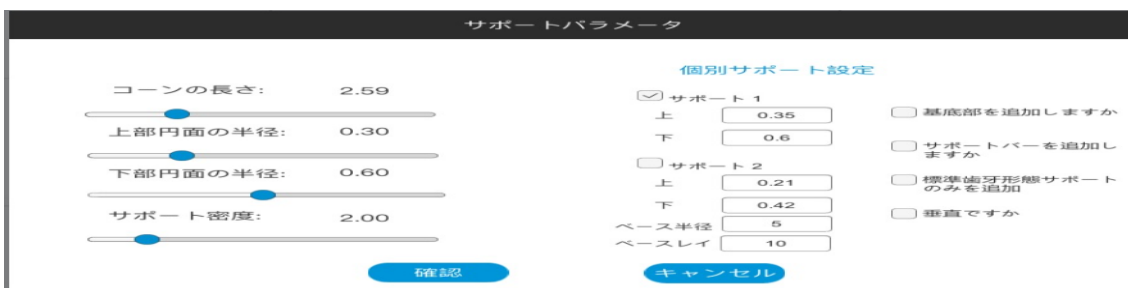 サポートパラメータ
コーンの長さ: 2.59
上部円面の半径: 0.30
下部円面の半径: 0.60
サポート密度: 2.00
個別サポート設定
サポート1
上 0.35
下 0.6
サポート2
上 0.21
下 0.42
ベース半径 5
ベースレイ 10
基底部を追加しますか
サポートバーを追加し
ますか
標準歯牙形態サポート
のみを追加
垂直ですか
確認
キャンセル